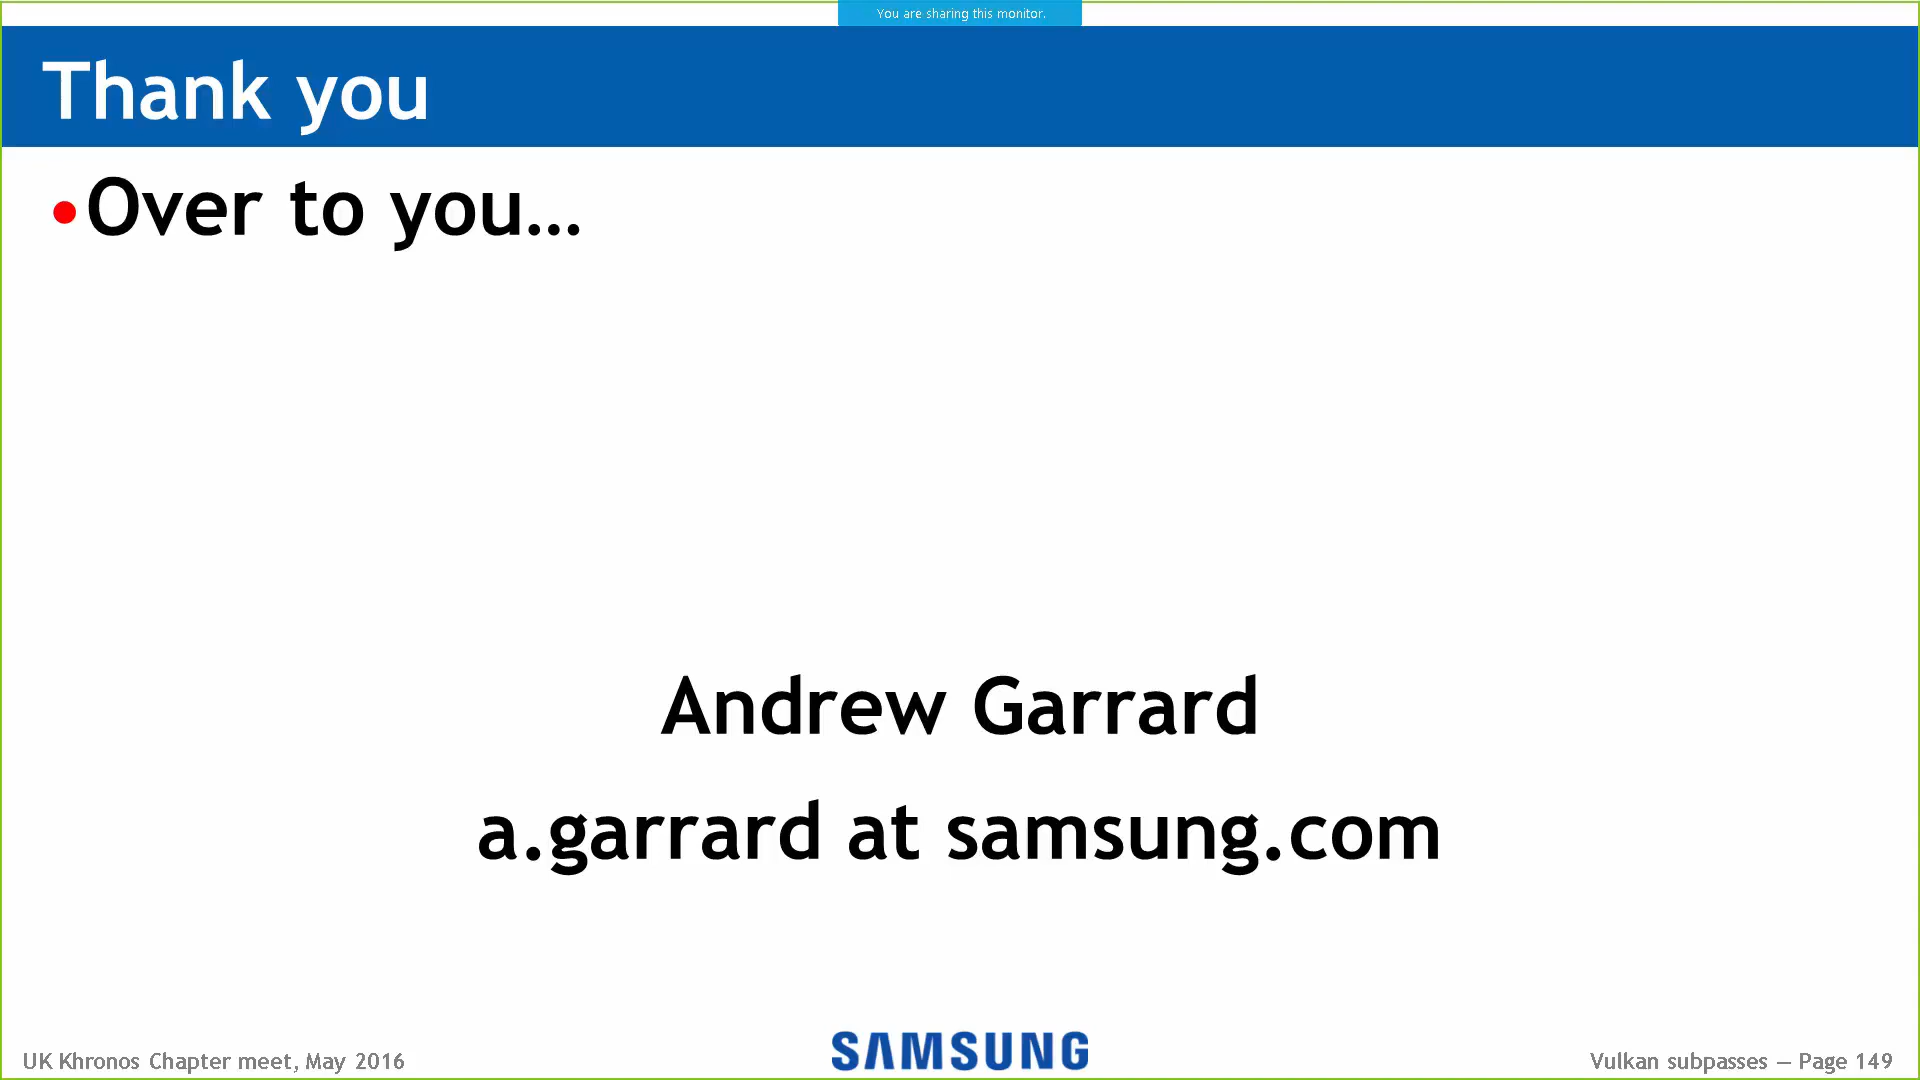 You are sharing this monitor.
Thank you
•Over to you…
Andrew Garrard
a.garrard at samsung.com
SAMSUNG
UK Khronos Chapter meet, May 2016
Vulkan subpasses — Page 149